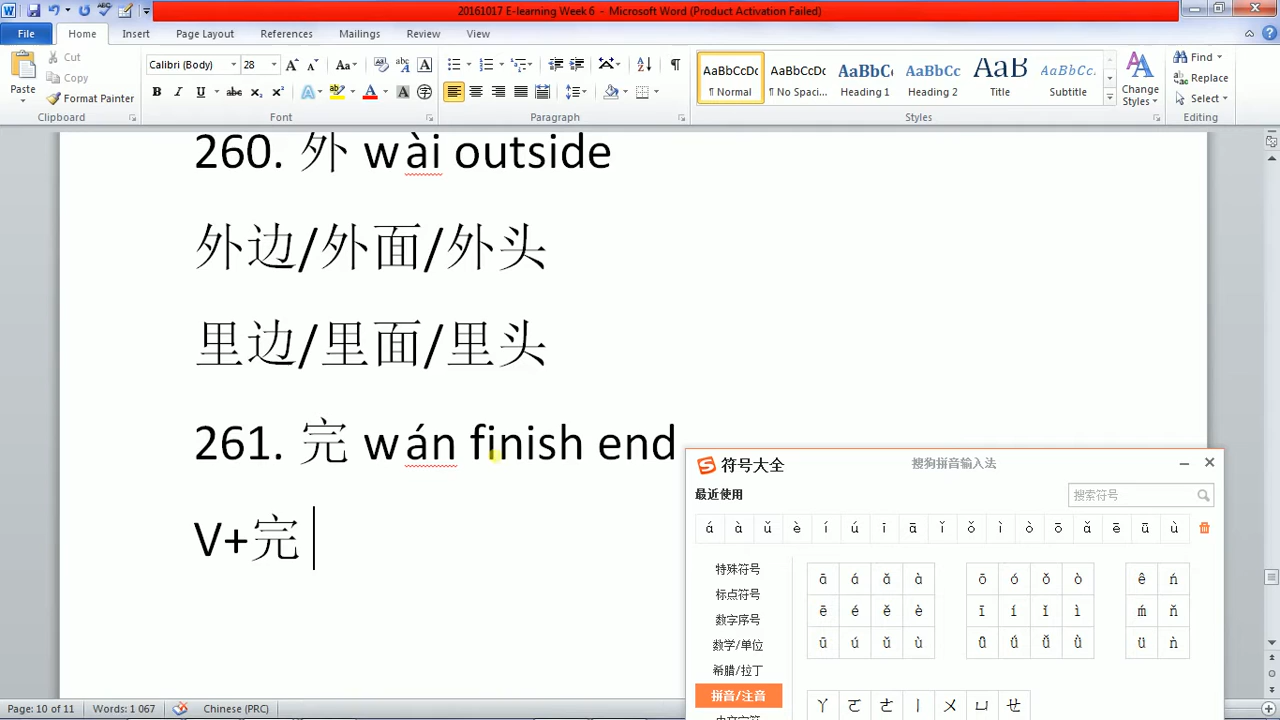 20161017 E-learning Week 6 - Microsoft Word (Product Activation Failed)
File Home Insert Page Layout References Mailings Review View
Cut
Copy
Format Painter
Paste
Clipboard
Calibri (Body) 28
Font
Paragraph
AaBbCcDc AaBbCcDc AaBbCc AaBbCcD AaB AaBbCcDc
¶ Normal ¶ No Spaci... Heading 1 Heading 2 Title Subtitle
Change Styles
Styles
Find
Replace
Select
Editing
260. 外 wài outside
外边/外面/外头
里边/里面/里头
261. 完 wán finish end
V+完
符号大全 搜狗拼音输入法
最近使用 搜索符号
á à ǔ è í ú ī ā ǐ ǒ ì ò ō ǎ ē ū ù
特殊符号
标点符号
数字序号
数学/单位
希腊/拉丁
拼音/注音
ā á ǎ à ō ó ǒ ò ê ń
ē é ě è ī í ǐ ì ḿ ň
ū ú ǔ ù ǖ ǘ ǚ ǜ ü ǹ
Page: 10 of 11 Words: 1 067 Chinese (PRC)